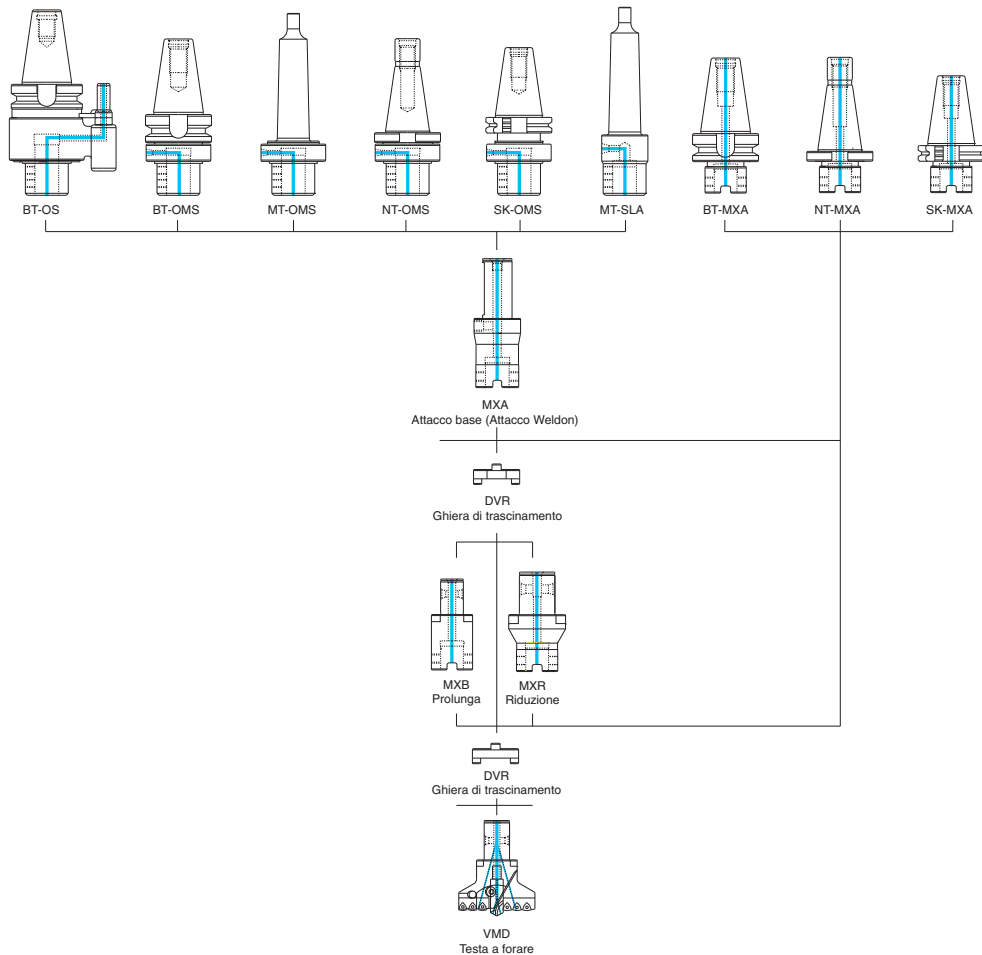 BT-OS
BT-OMS
MT-OMS
NT-OMS
SK-OMS
MT-SLA
BT-MXA
NT-MXA
SK-MXA
MXA
Attacco base (Attacco Weldon)
DVR
Ghiera di trascinamento
MXB
Prolunga
MXR
Riduzione
DVR
Ghiera di trascinamento
VMD
Testa a forare